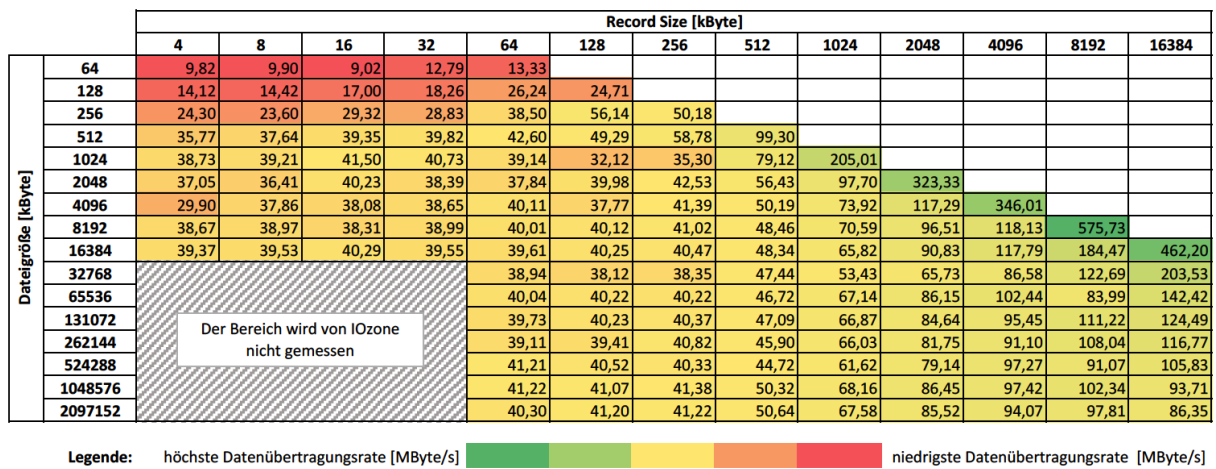 Record Size [kByte]
4 8 16 32 64 128 256 512 1024 2048 4096 8192 16384
Dateigröße [kByte]
64 9,82 9,90 9,02 12,79 13,33
128 14,12 14,42 17,00 18,26 26,24 24,71
256 24,30 23,60 29,32 28,83 38,50 56,14 50,18
512 35,77 37,64 39,35 39,82 42,60 49,29 58,78 99,30
1024 38,73 39,21 41,50 40,73 39,14 32,12 35,30 79,12 205,01
2048 37,05 36,41 40,23 38,39 37,84 39,98 42,53 56,43 97,70 323,33
4096 29,90 37,86 38,08 38,65 40,11 37,77 41,39 50,19 73,92 117,29 346,01
8192 38,67 38,97 38,31 38,99 40,01 40,12 41,02 48,46 70,59 96,51 118,13 575,73
16384 39,37 39,53 40,29 39,55 39,61 40,25 40,47 48,34 65,82 90,83 117,79 184,47 462,20
32768 38,94 38,12 38,35 47,44 53,43 65,73 86,58 122,69 203,53
65536 40,04 40,22 40,22 46,72 67,14 86,15 102,44 83,99 142,42
131072 39,73 40,23 40,37 47,09 66,87 84,64 95,45 111,22 124,49
262144 39,11 39,41 40,82 45,90 66,03 81,75 91,10 108,04 116,77
524288 41,21 40,52 40,33 44,72 61,62 79,14 97,27 91,07 105,83
1048576 41,22 41,07 41,38 50,32 68,16 86,45 97,42 102,34 93,71
2097152 40,30 41,20 41,22 50,64 67,58 85,52 94,07 97,81 86,35
Der Bereich wird von IOzone
nicht gemessen
Legende: höchste Datenübertragungsrate [MByte/s] niedrigste Datenübertragungsrate [MByte/s]